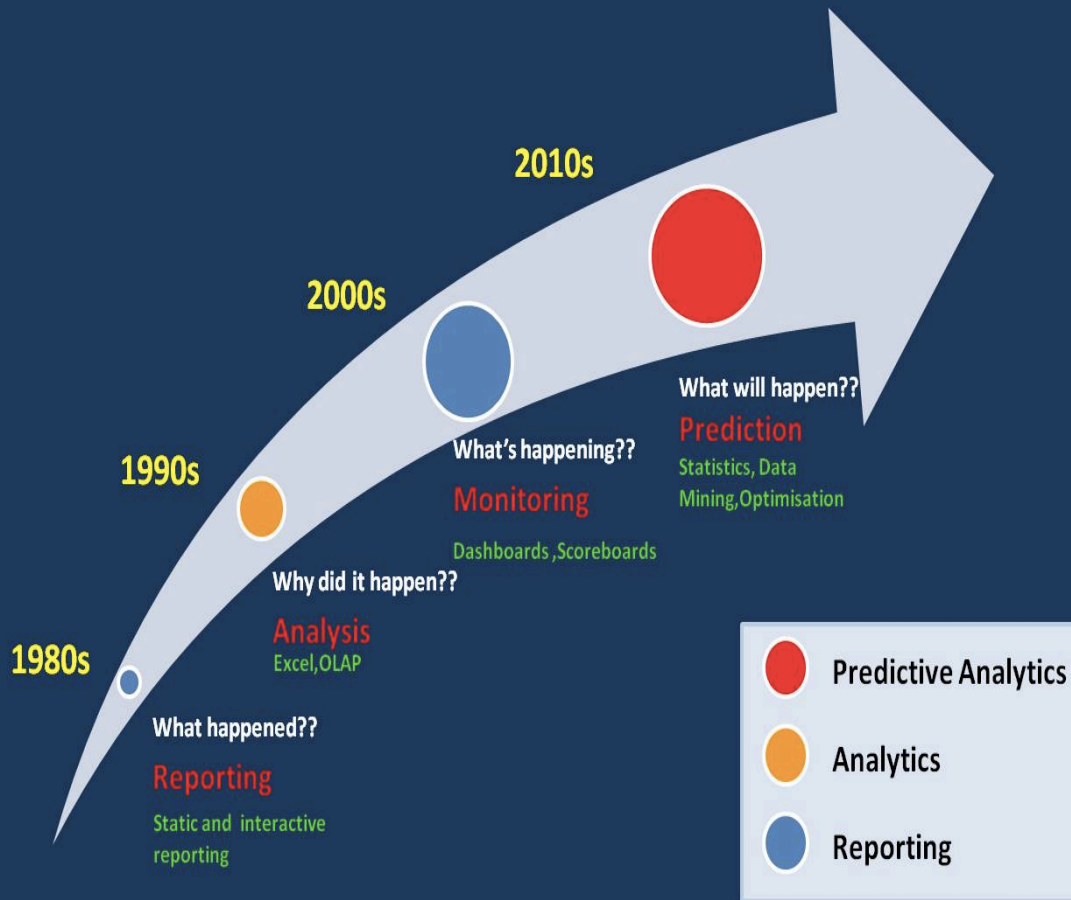 1980s
What happened??
Reporting
Static and interactive
reporting
1990s
Why did it happen??
Analysis
Excel,OLAP
2000s
What's happening??
Monitoring
Dashboards ,Scoreboards
2010s
What will happen??
Prediction
Statistics, Data
Mining,Optimisation
Predictive Analytics
Analytics
Reporting